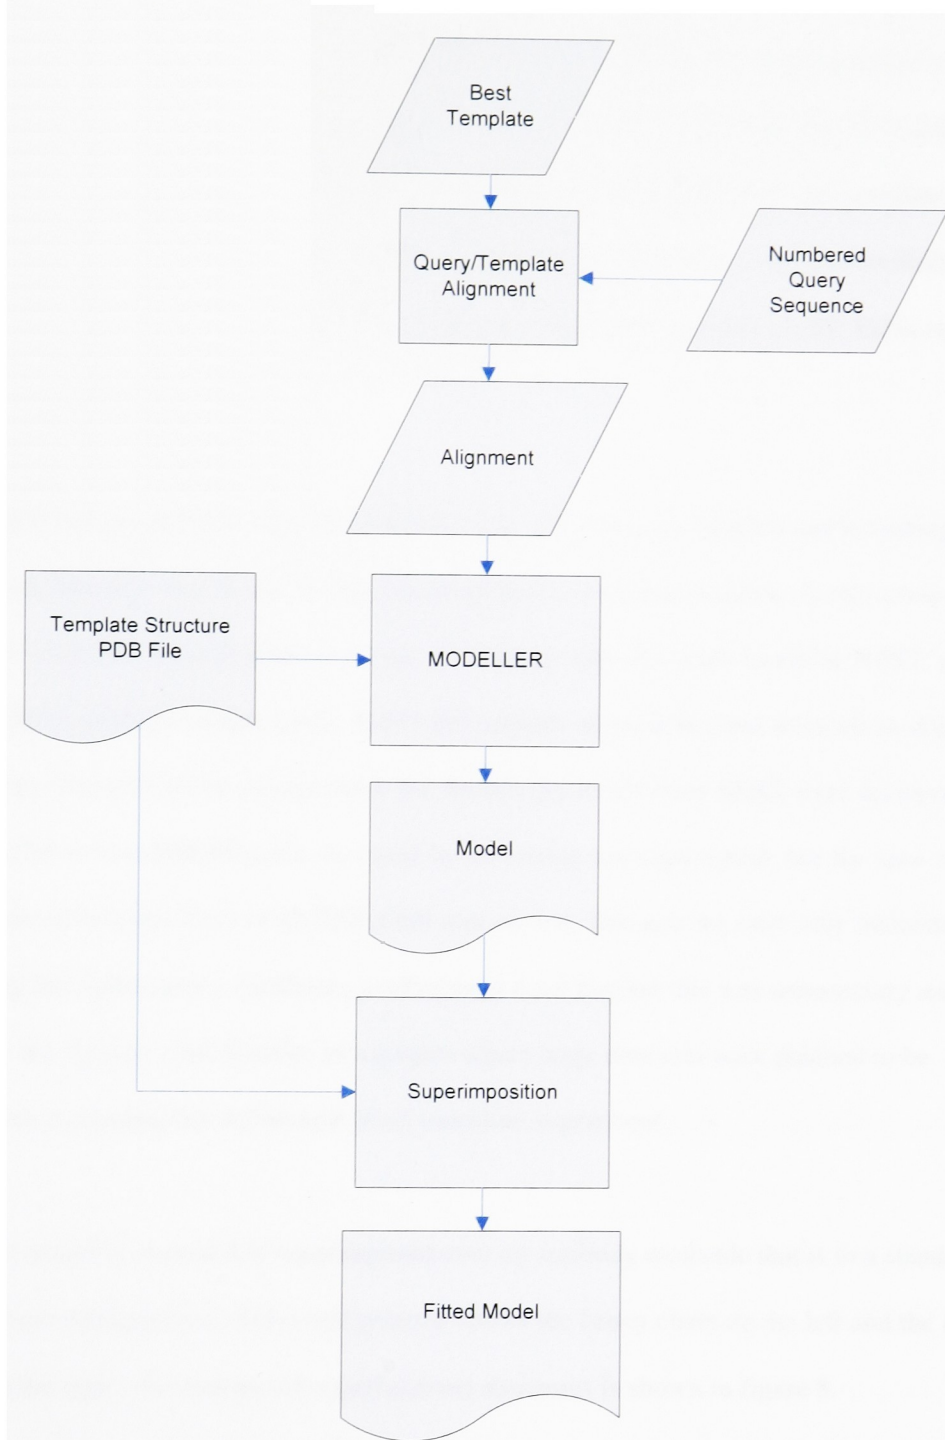 Best
Template
Query/Template
Alignment
Numbered
Query
Sequence
Alignment
Template Structure
PDB File
MODELLER
Model
Superimposition
Fitted Model